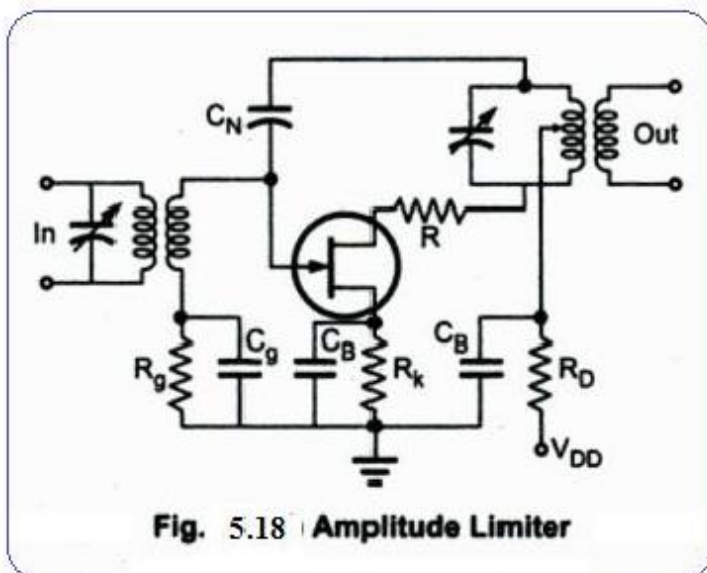 C_N
Out
In
R
R_g
C_g
C_B
R_k
C_B
R_D
V_DD
Fig. 5.18 Amplitude Limiter